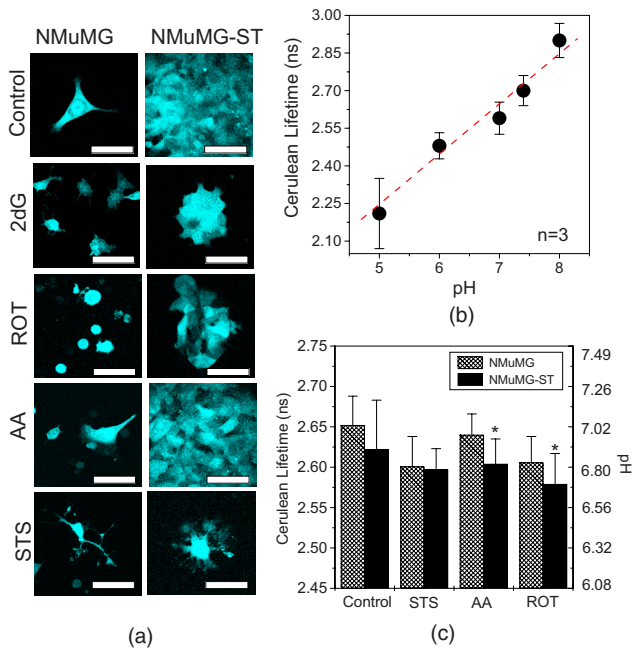 (a)
NMuMG NMuMG-ST
Control
2dG
ROT
AA
STS
(b)
3.00
2.85
2.70
2.55
2.40
2.25
2.10
Cerulean Lifetime (ns)
5 6 7 8
pH
n=3
(b)
2.75
2.70
2.65
2.60
2.55
2.50
2.45
Cerulean Lifetime (ns)
NMuMG
NMuMG-ST
* *
7.49
7.26
7.02
6.80
6.56
6.32
6.08
pH
Control STS AA ROT
(c)
(a)